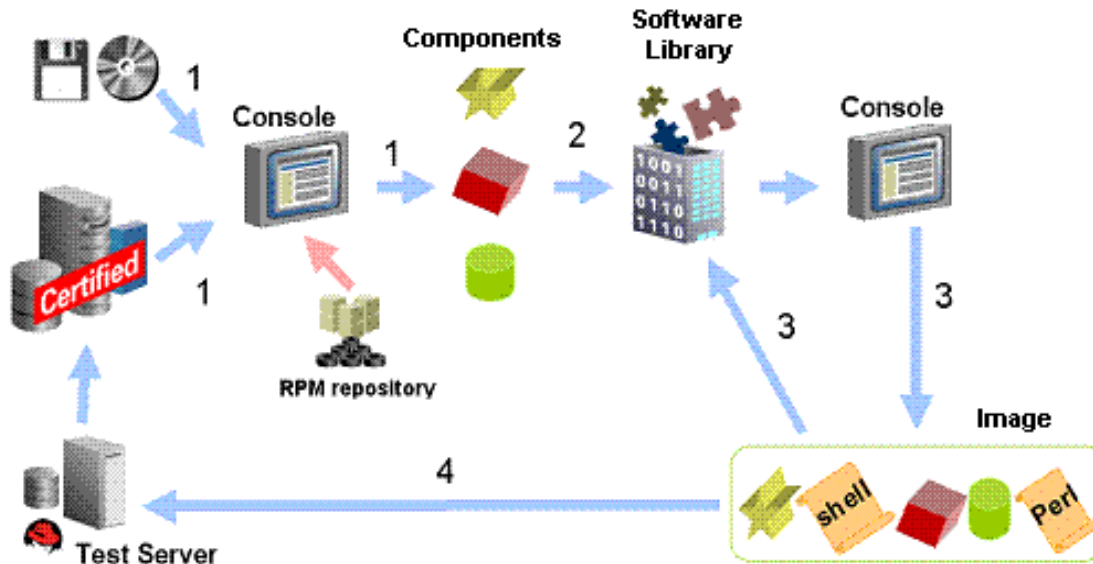 Components
Software
Library
1
Console
Console
1
2
1001
0011
0110
1110
Certified
1
3
3
RPM repository
Image
4
shell
Perl
Test Server